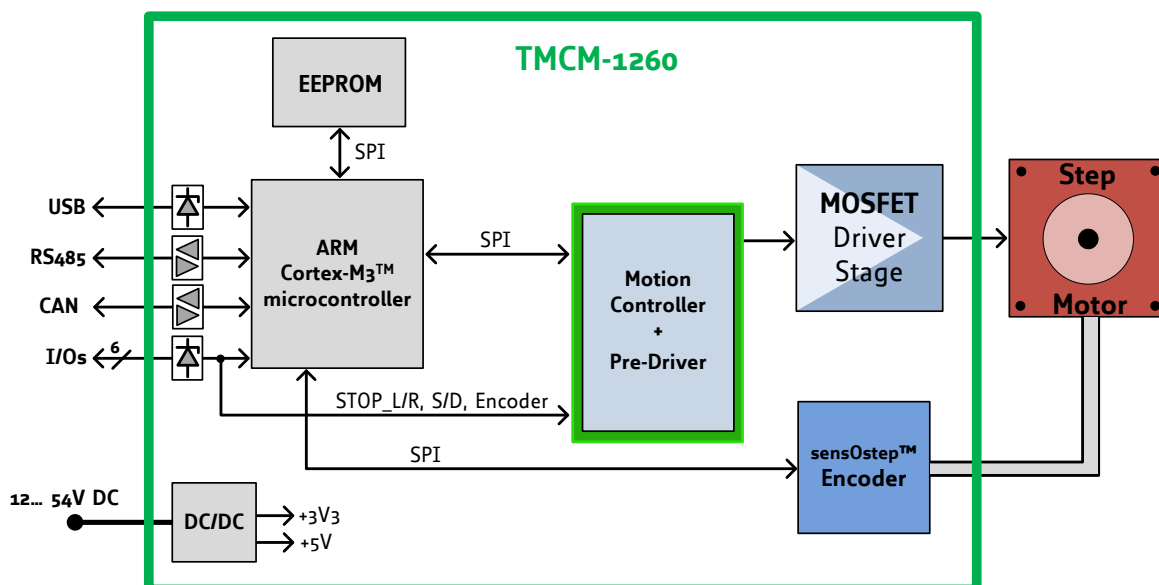 TMCM-1260
EEPROM
SPI
USB
RS485
CAN
I/Os
6
ARM
Cortex-M3™
microcontroller
SPI
Motion
Controller
+
Pre-Driver
MOSFET
Driver
Stage
Step
Motor
STOP_L/R, S/D, Encoder
SPI
sensOstep™
Encoder
12... 54V DC
DC/DC
+3V3
+5V